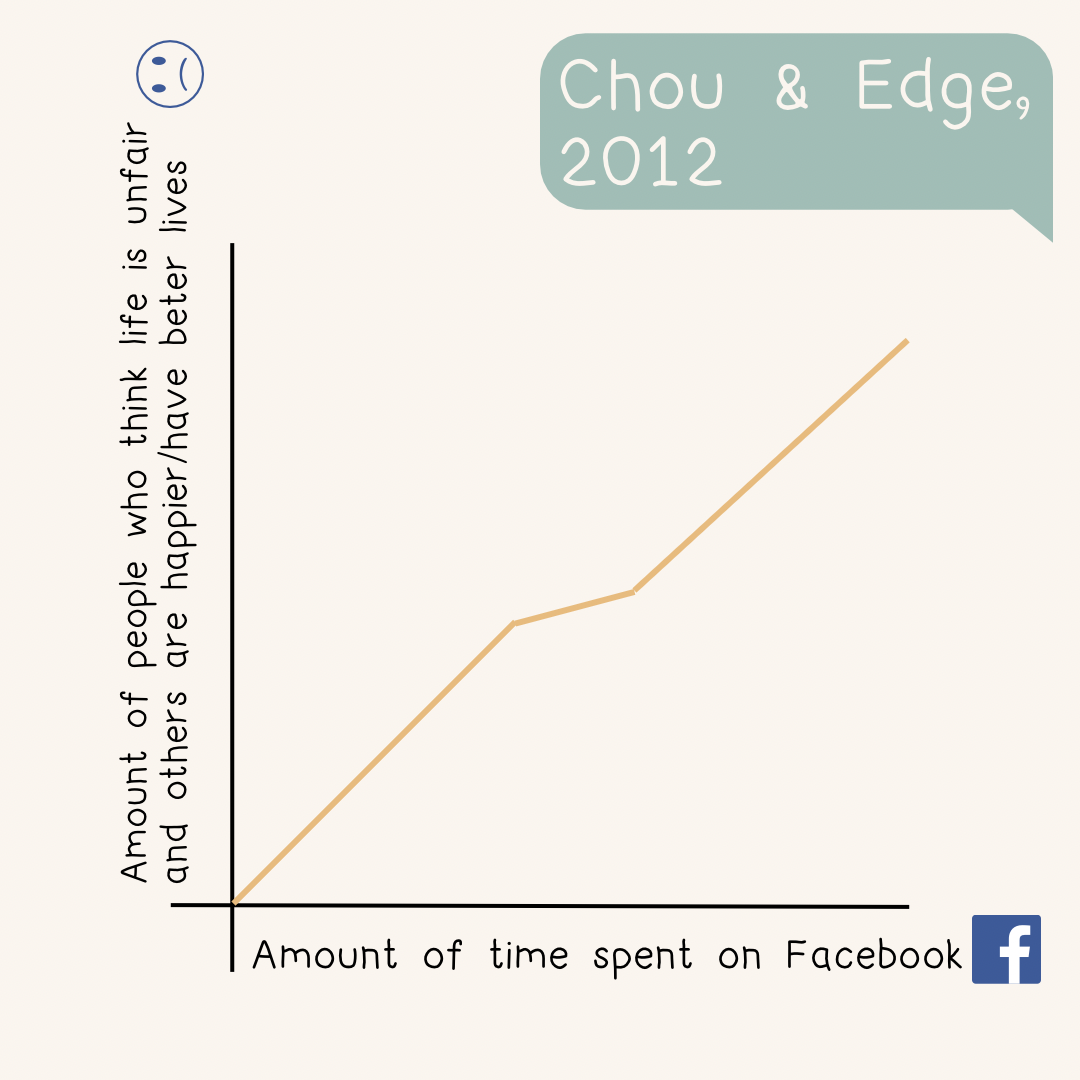 Chou & Edge,
2012
Amount of people who think life is unfair
and others are happier/have beter lives
Amount of time spent on Facebook
f